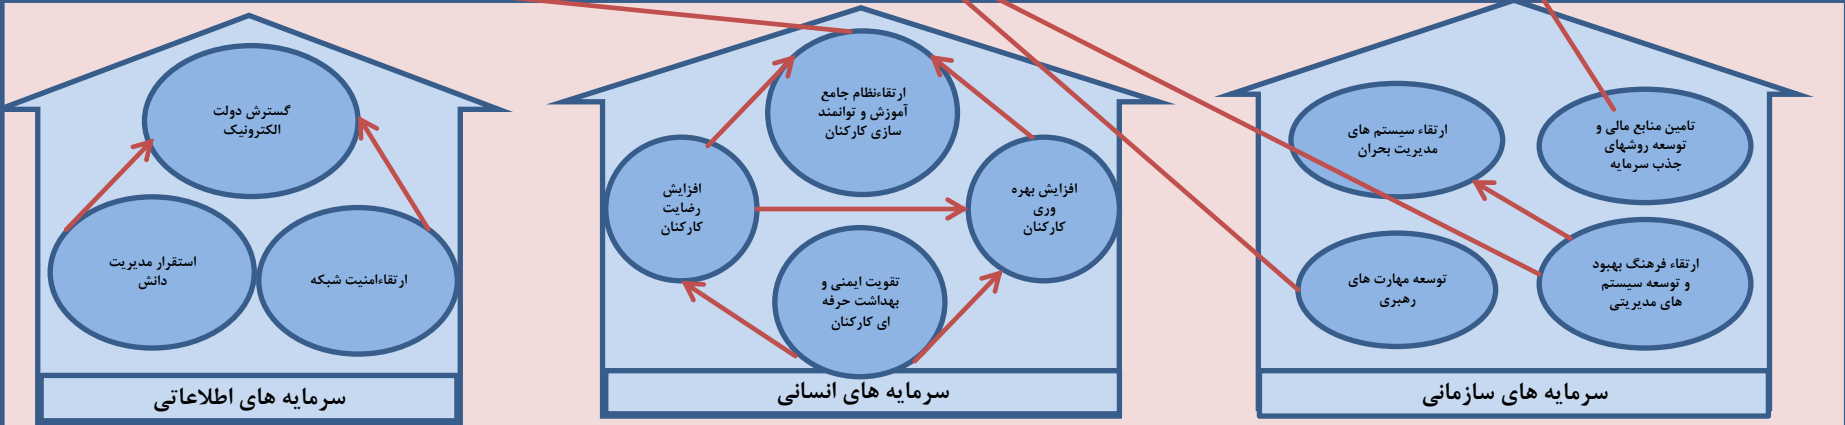 ارتقاء سیستم های
مدیریت بحران
تامین منابع مالی و
توسعه روشهای
جذب سرمایه
توسعه مهارت های
رهبری
ارتقاء فرهنگ بهبود
و توسعه سیستم
های مدیریتی
سرمایه های سازمانی
ارتقاءنظام جامع
آموزش و توانمند
سازی کارکنان
افزایش بهره
وری
کارکنان
افزایش
رضایت
کارکنان
تقویت ایمنی و
بهداشت حرفه
ای کارکنان
سرمایه های انسانی
گسترش دولت
الکترونیک
ارتقاءامنیت شبکه
استقرار مدیریت
دانش
سرمایه های اطلاعاتی